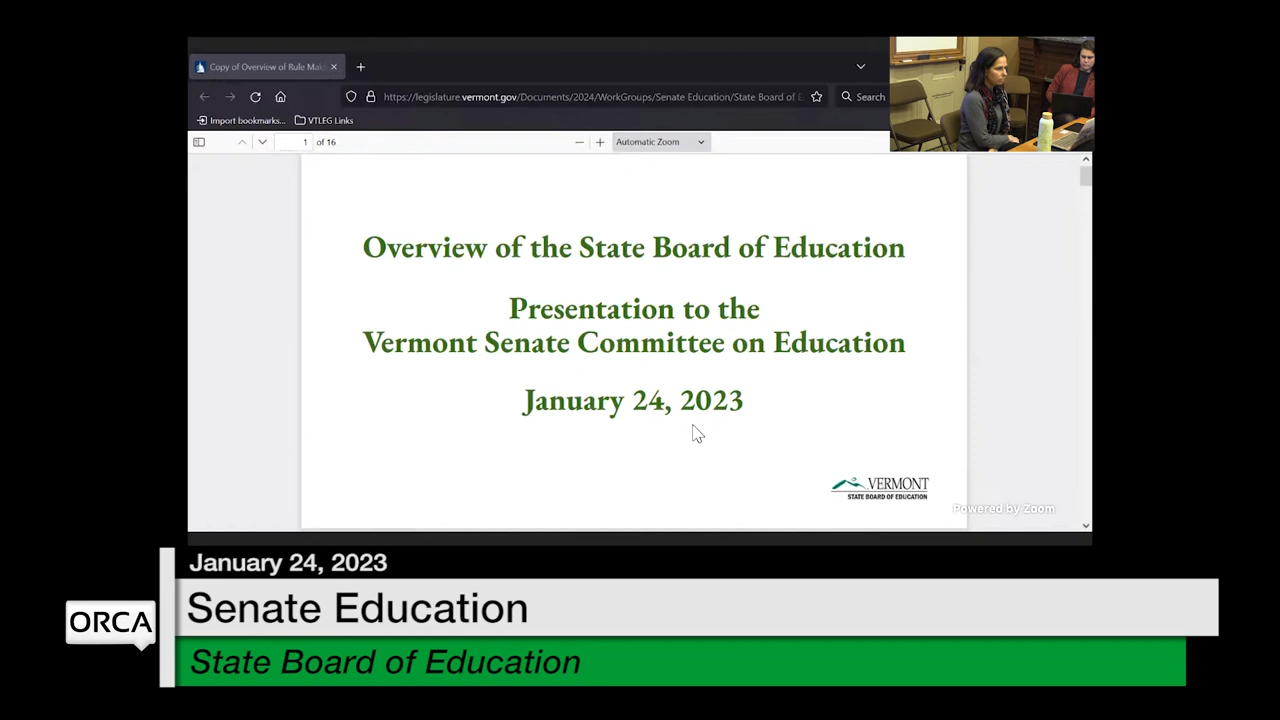 Copy of Overview of Rule Mak
https://legislature.vermont.gov/Documents/2024/WorkGroups/Senate Education/State Board of E
Search
Import bookmarks...
VTLEG Links
1 of 16
Automatic Zoom
Overview of the State Board of Education
Presentation to the
Vermont Senate Committee on Education
January 24, 2023
VERMONT
STATE BOARD OF EDUCATION
Powered by Zoom
January 24, 2023
ORCA
Senate Education
State Board of Education